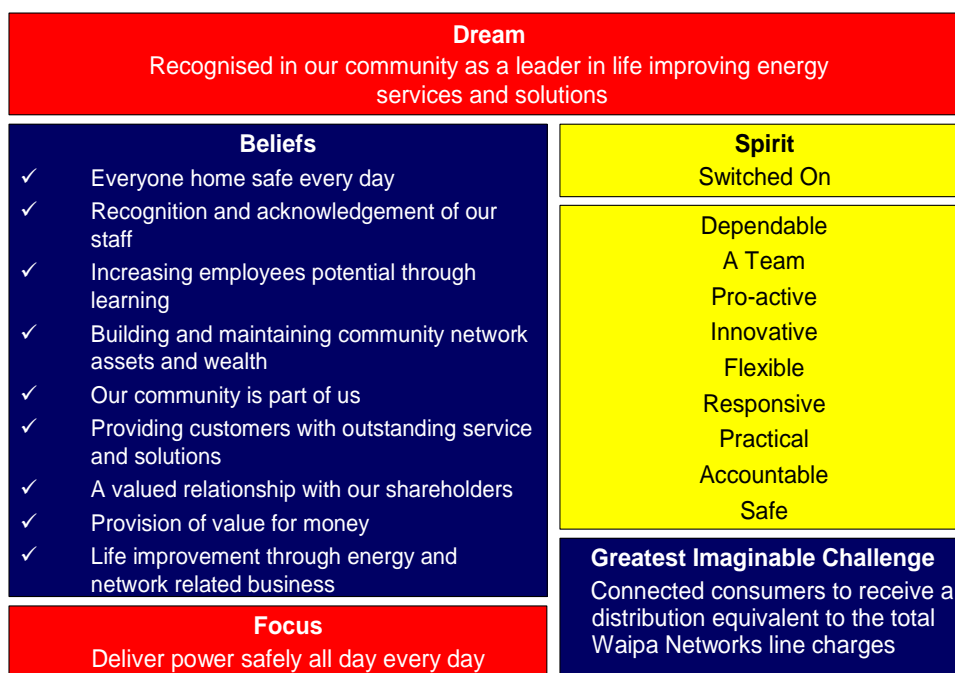 Dream
Recognised in our community as a leader in life improving energy
services and solutions
Beliefs
✓ Everyone home safe every day
✓ Recognition and acknowledgement of our
staff
✓ Increasing employees potential through
learning
✓ Building and maintaining community network
assets and wealth
✓ Our community is part of us
✓ Providing customers with outstanding service
and solutions
✓ A valued relationship with our shareholders
✓ Provision of value for money
✓ Life improvement through energy and
network related business
Focus
Deliver power safely all day every day
Spirit
Switched On
Dependable
A Team
Pro-active
Innovative
Flexible
Responsive
Practical
Accountable
Safe
Greatest Imaginable Challenge
Connected consumers to receive a
distribution equivalent to the total
Waipa Networks line charges